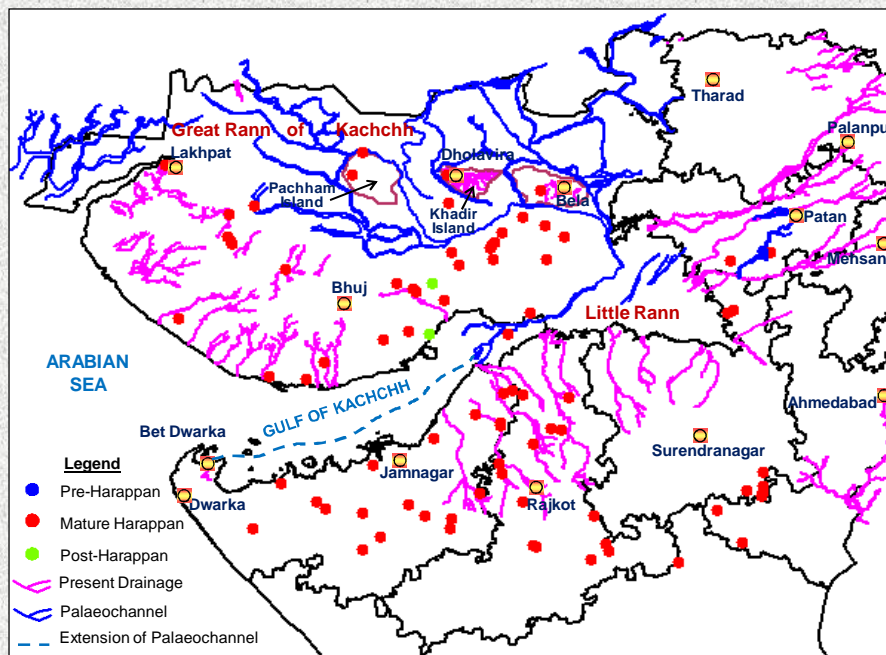 Tharad
Great Rann of Kachchh
Palanpu
Lakhpat
Dholavira
Pachham
Island
Khadir
Island
Bela
Patan
Mehsan
Bhuj
Little Rann
ARABIAN
SEA
GULF OF KACHCHH
Ahmedabad
Bet Dwarka
Surendranagar
Jamnagar
Dwarka
Rajkot
Legend
Pre-Harappan
Mature Harappan
Post-Harappan
Present Drainage
Palaeochannel
Extension of Palaeochannel